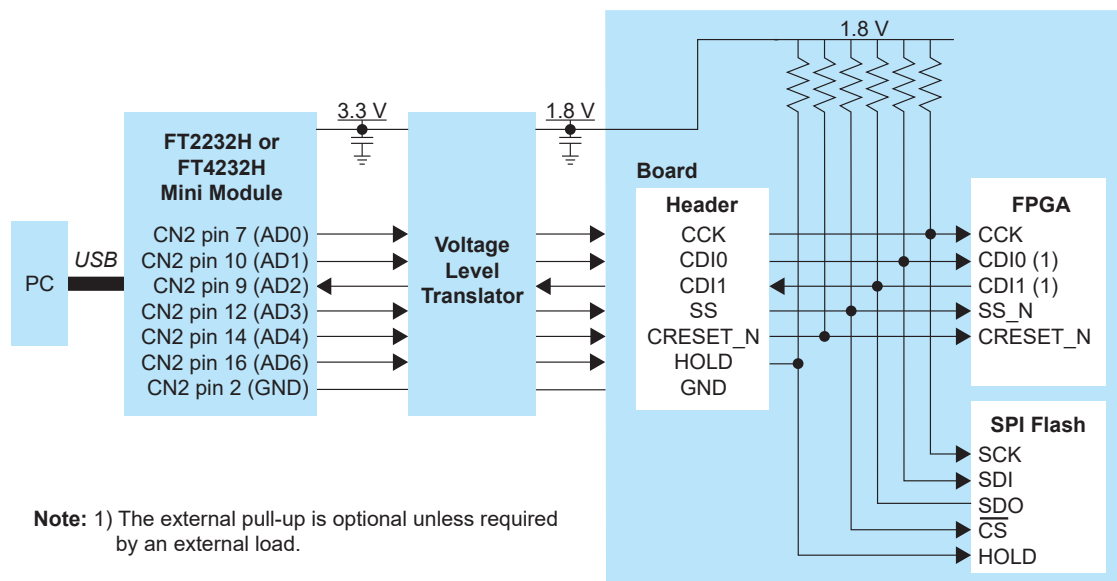 1.8 V
3.3 V
1.8 V
FT2232H or
FT4232H
Mini Module
Board
Header
FPGA
PC
USB
CN2 pin 7 (AD0)
CN2 pin 10 (AD1)
CN2 pin 9 (AD2)
CN2 pin 12 (AD3)
CN2 pin 14 (AD4)
CN2 pin 16 (AD6)
CN2 pin 2 (GND)
Voltage
Level
Translator
CCK
CDI0
CDI1
SS
CRESET_N
HOLD
GND
CCK
CDI0 (1)
CDI1 (1)
SS_N
CRESET_N
SPI Flash
SCK
SDI
SDO
CS
HOLD
Note: 1) The external pull-up is optional unless required
by an external load.